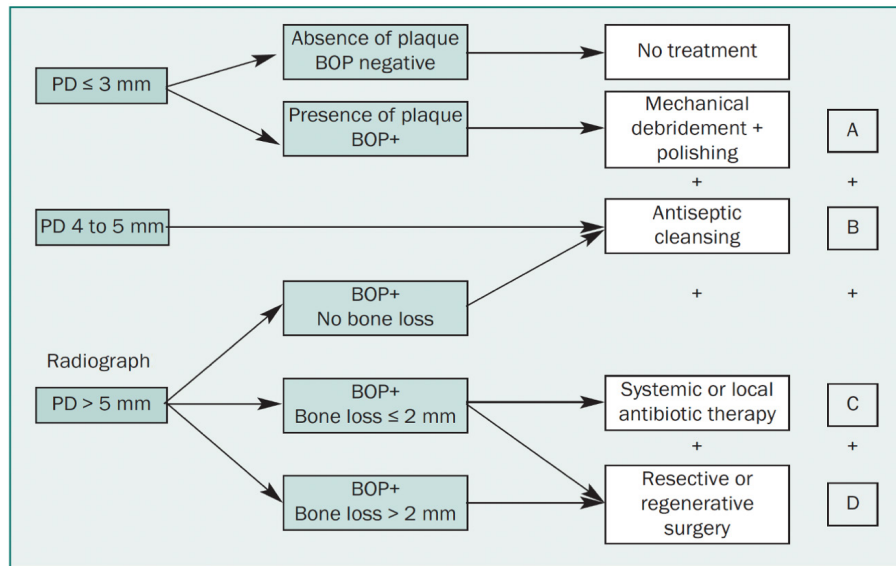 Absence of plaque
BOP negative
No treatment
PD ≤ 3 mm
Presence of plaque
BOP+
Mechanical
debridement +
polishing
A
+
+
PD 4 to 5 mm
Antiseptic
cleansing
B
BOP+
No bone loss
+
+
Radiograph
PD > 5 mm
BOP+
Bone loss ≤ 2 mm
Systemic or local
antibiotic therapy
C
+
+
BOP+
Bone loss > 2 mm
Resective or
regenerative
surgery
D